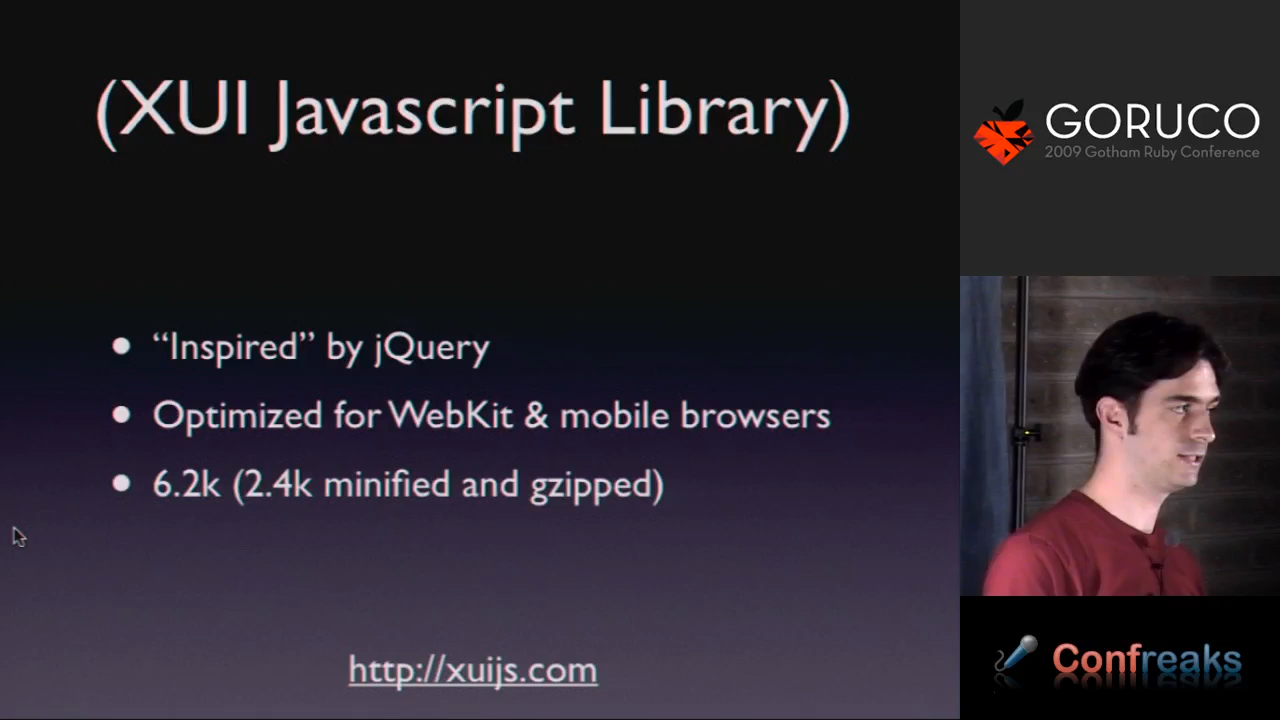 (XUI Javascript Library)
“Inspired” by jQuery
Optimized for WebKit & mobile browsers
6.2k (2.4k minified and gzipped)
http://xuijs.com
GORUCO
2009 Gotham Ruby Conference
Confreaks